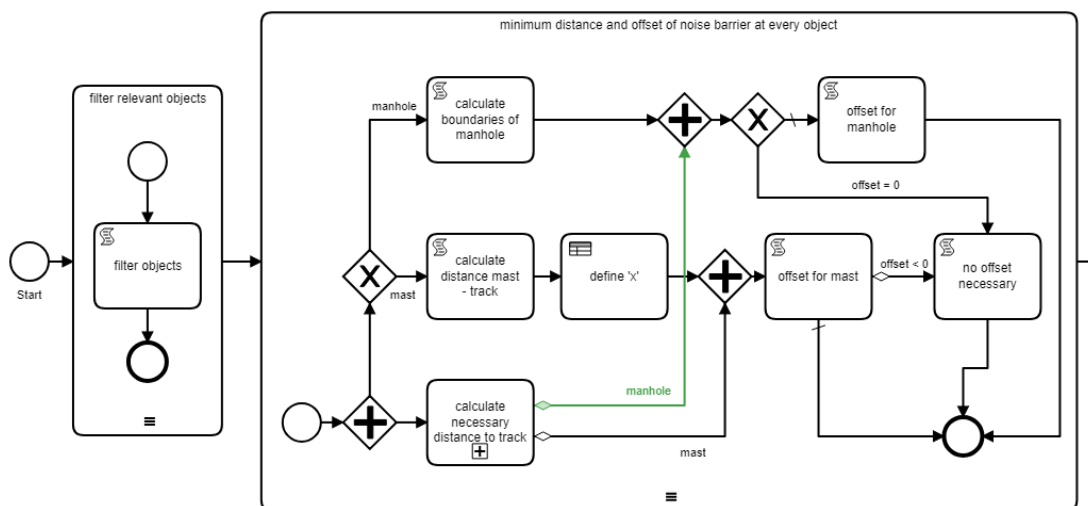 minimum distance and offset of noise barrier at every object
filter relevant objects
filter objects
Start
manhole
calculate
boundaries of
manhole
offset for
manhole
offset = 0
mast
calculate
distance mast
- track
define 'x'
offset for mast
offset < 0
no offset
necessary
calculate
necessary
distance to track
manhole
mast